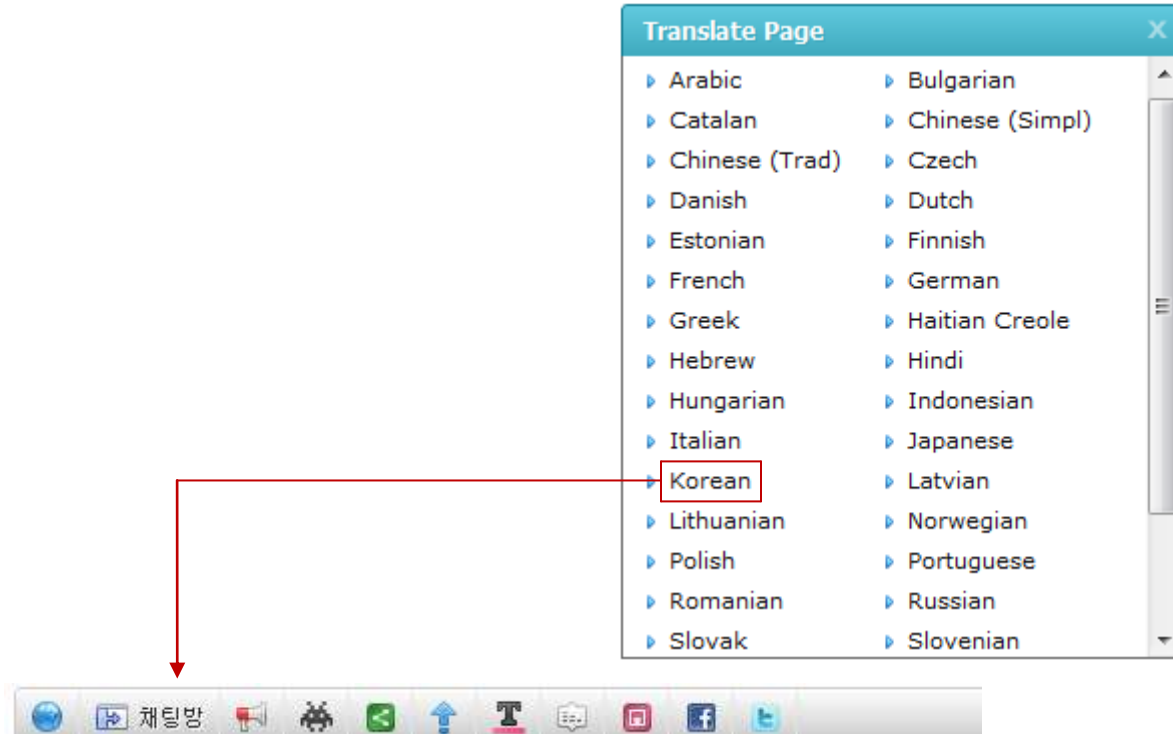 Translate Page X
Arabic Bulgarian
Catalan Chinese (Simpl)
Chinese (Trad) Czech
Danish Dutch
Estonian Finnish
French German
Greek Haitian Creole
Hebrew Hindi
Hungarian Indonesian
Italian Japanese
Korean Latvian
Lithuanian Norwegian
Polish Portuguese
Romanian Russian
Slovak Slovenian
채팅방